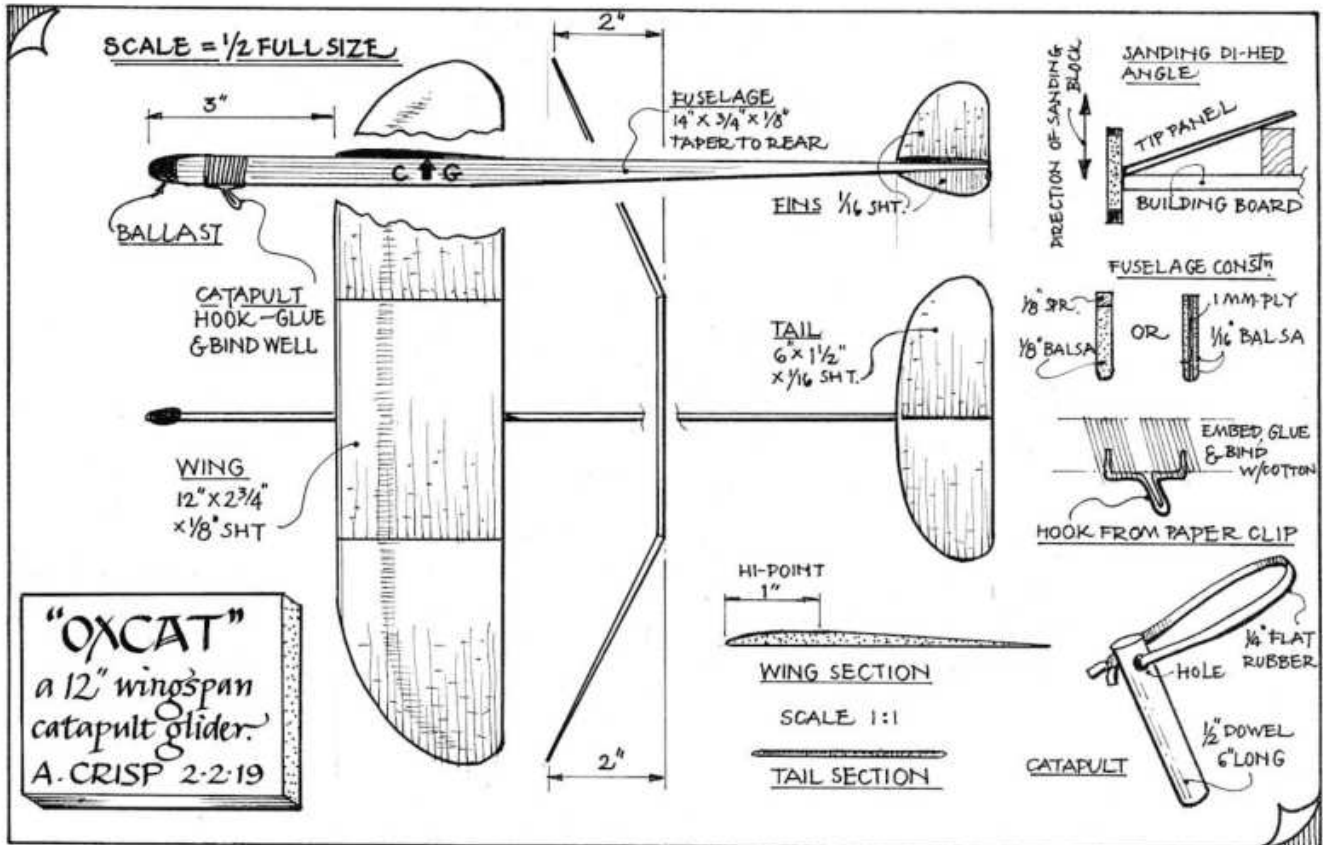 SCALE = 1/2 FULL SIZE
2"
3"
FUSELAGE
14" x 3/4" x 1/8"
TAPER TO REAR
C G
BALLAST
FINS 1/16 SHT.
CATAPULT
HOOK - GLUE
& BIND WELL
TAIL
6" x 1 1/2"
x 1/16 SHT.
WING
12" x 2 3/4"
x 1/8" SHT
2"
HI-POINT
1"
WING SECTION
SCALE 1:1
TAIL SECTION
SANDING DI-HED
ANGLE
DIRECTION OF SANDING
BLOCK
TIP PANEL
BUILDING BOARD
FUSELAGE CONSTn
1/8" SPR.
1/8" BALSA
OR
1 MM. PLY
1/16" BALSA
EMBED, GLUE
& BIND
W/COTTON
HOOK FROM PAPER CLIP
1/4" FLAT
RUBBER
HOLE
1/2" DOWEL
6" LONG
CATAPULT
"OXCAT"
a 12" wingspan
catapult glider.
A. CRISP 2·2·19